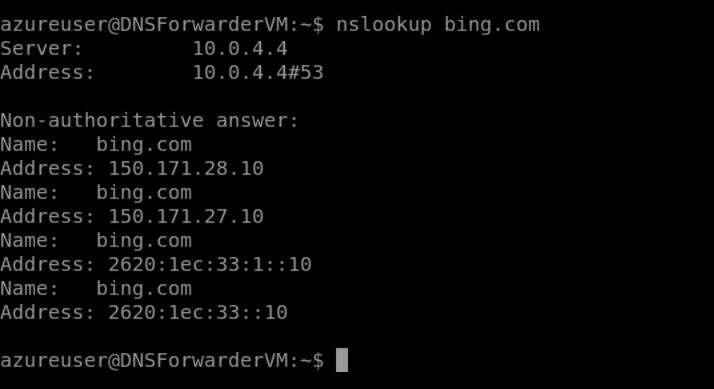 azureuser@DNSForwarderVM:~$ nslookup bing.com
Server:         10.0.4.4
Address:        10.0.4.4#53

Non-authoritative answer:
Name:   bing.com
Address: 150.171.28.10
Name:   bing.com
Address: 150.171.27.10
Name:   bing.com
Address: 2620:1ec:33:1::10
Name:   bing.com
Address: 2620:1ec:33::10

azureuser@DNSForwarderVM:~$